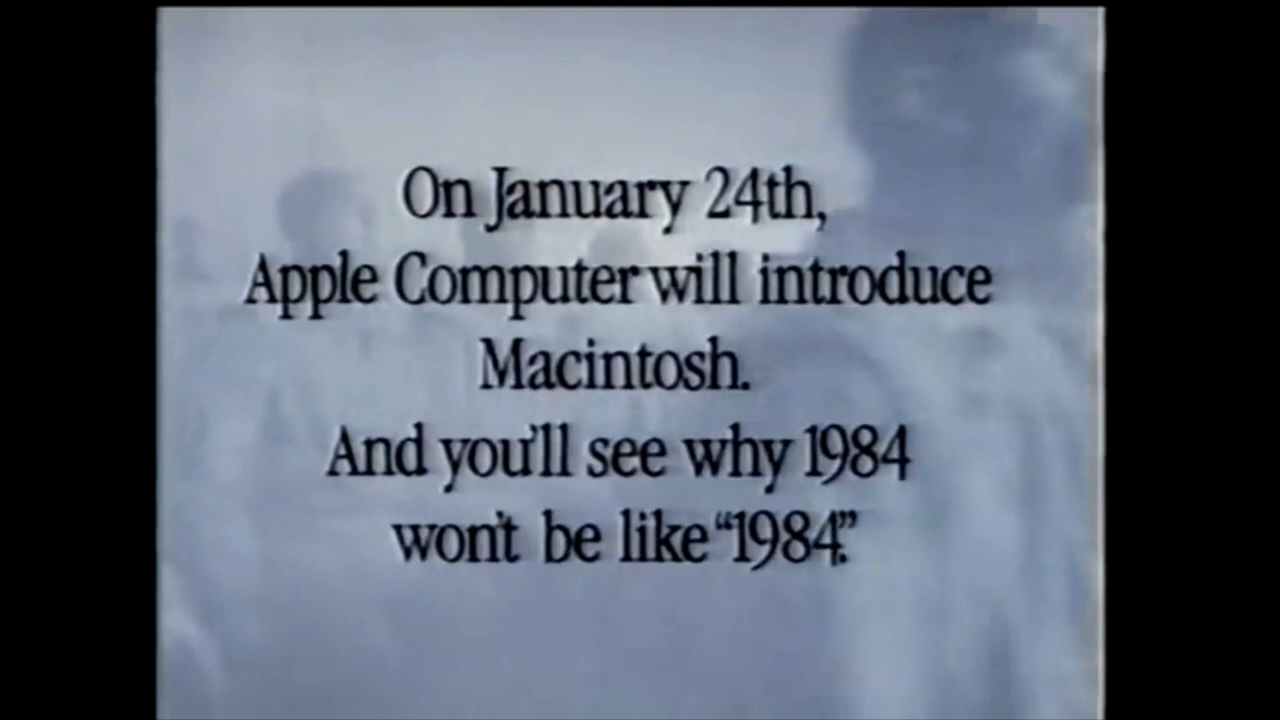 On January 24th,
Apple Computer will introduce
Macintosh.
And you'll see why 1984
won't be like “1984.”